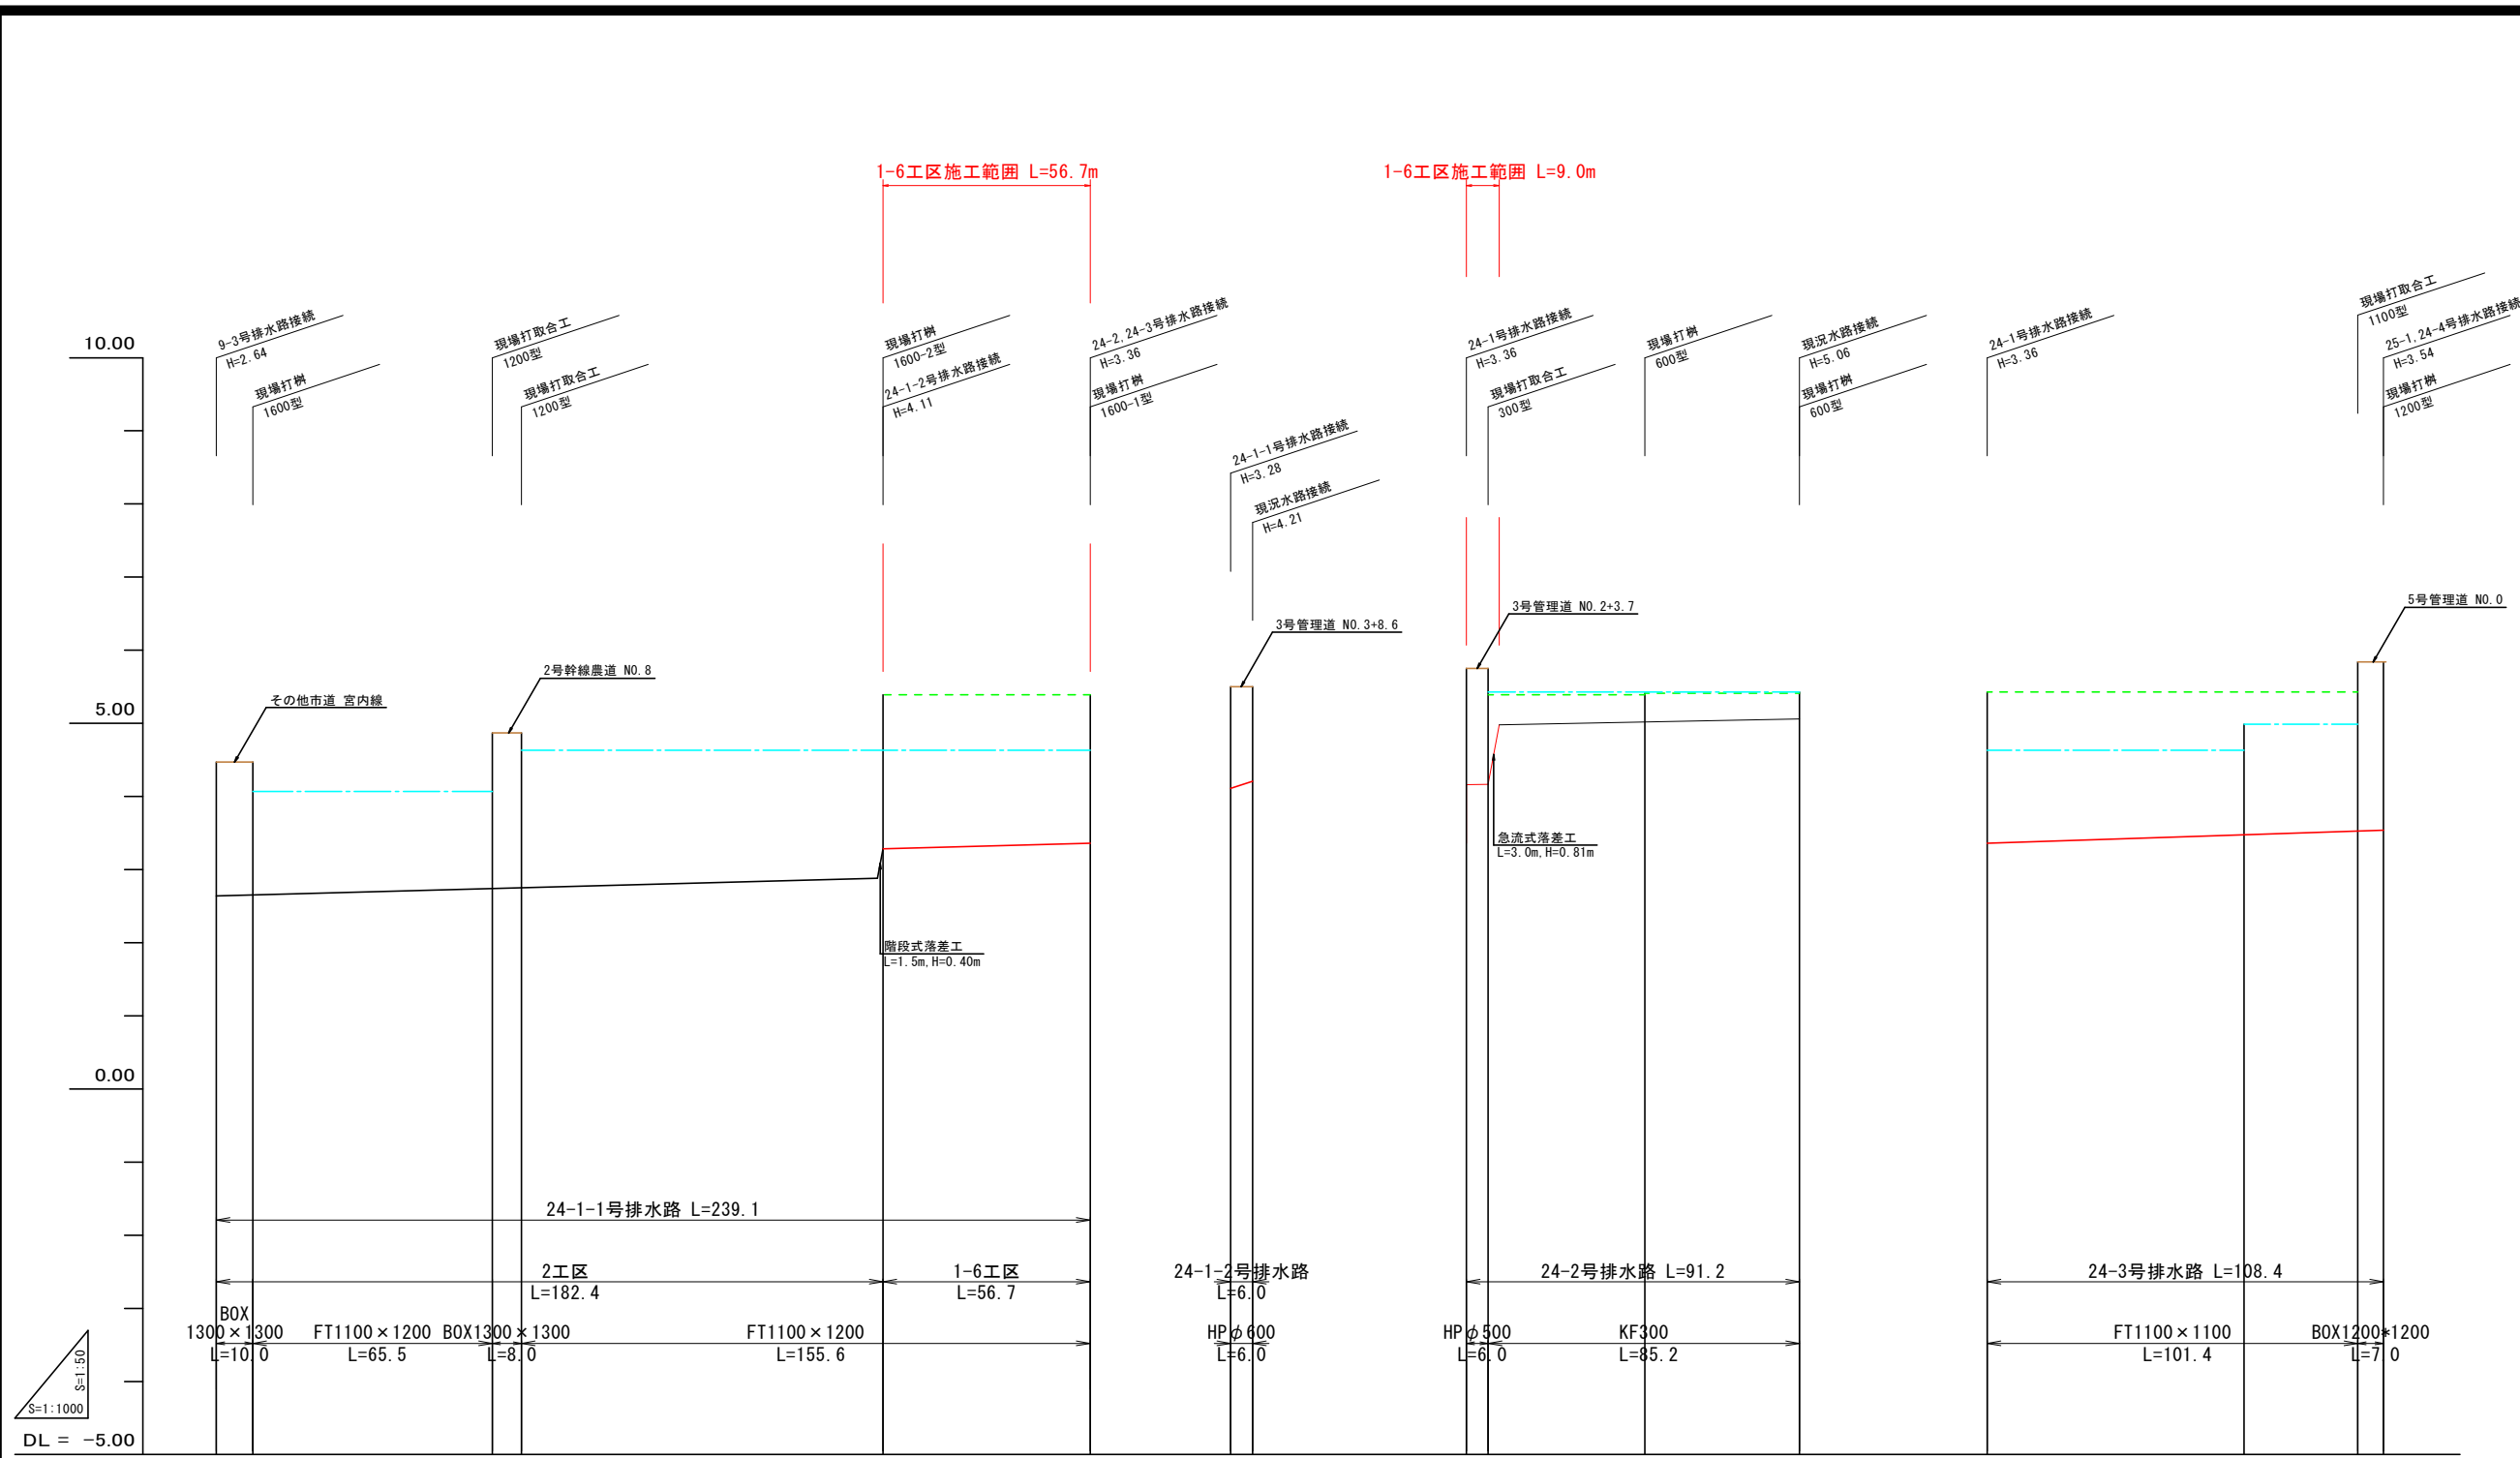 1-6工区施工範囲 L=56.7m
1-6工区施工範囲 L=9.0m
9-3号排水路接続
H=2.64
現場打桝
1600型
現場打取合工
1200型
現場打取合工
1200型
現場打桝
1600-2型
24-1-2号排水路接続
H=4.11
24-2,24-3号排水路接続
H=3.36
現場打桝
1600-1型
24-1-1号排水路接続
H=3.28
現況水路接続
H=4.21
24-1号排水路接続
H=3.36
現場打取合工
300型
現場打桝
600型
現況水路接続
H=5.06
現場打桝
600型
24-1号排水路接続
H=3.36
現場打取合工
1100型
25-1,24-4号排水路接続
H=3.54
現場打桝
1200型
10.00
5.00
0.00
DL = -5.00
その他市道 宮内線
2号幹線農道 NO.8
3号管理道 NO.3+8.6
3号管理道 NO.2+3.7
5号管理道 NO.0
急流式落差工
L=3.0m,H=0.81m
階段式落差工
L=1.5m,H=0.40m
24-1-1号排水路 L=239.1
2工区
L=182.4
1-6工区
L=56.7
24-1-2号排水路
L=6.0
24-2号排水路 L=91.2
24-3号排水路 L=108.4
BOX
1300×1300
L=10.0
FT1100×1200
L=65.5
BOX1300×1300
L=8.0
FT1100×1200
L=155.6
HPφ600
L=6.0
HPφ500
L=6.0
KF300
L=85.2
FT1100×1100
L=101.4
BOX1200*1200
L=7.0
S=1:50
S=1:1000